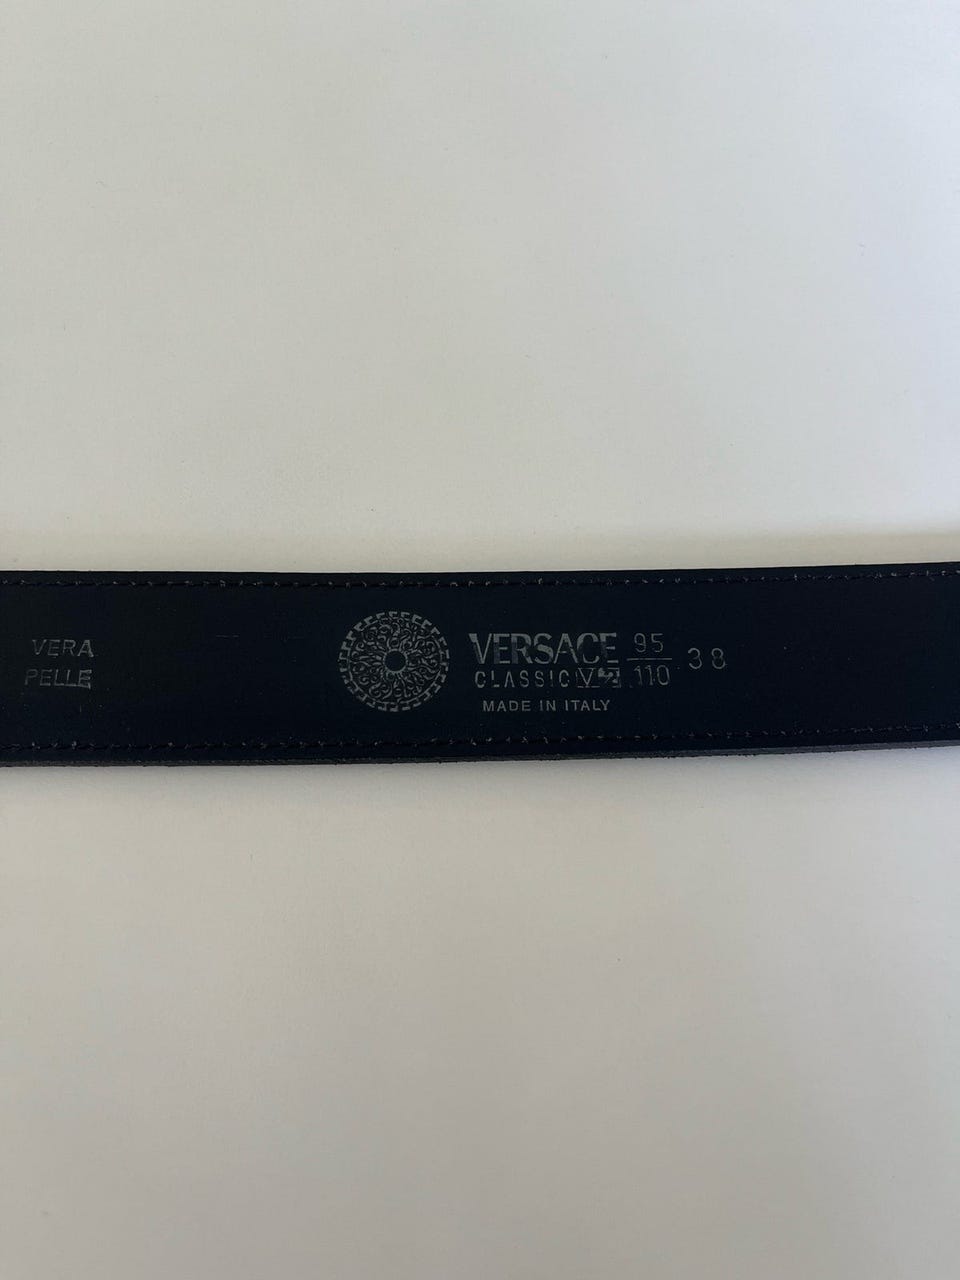 VERA
PELLE
VERSACE
CLASSIC V2
MADE IN ITALY
95
110
38